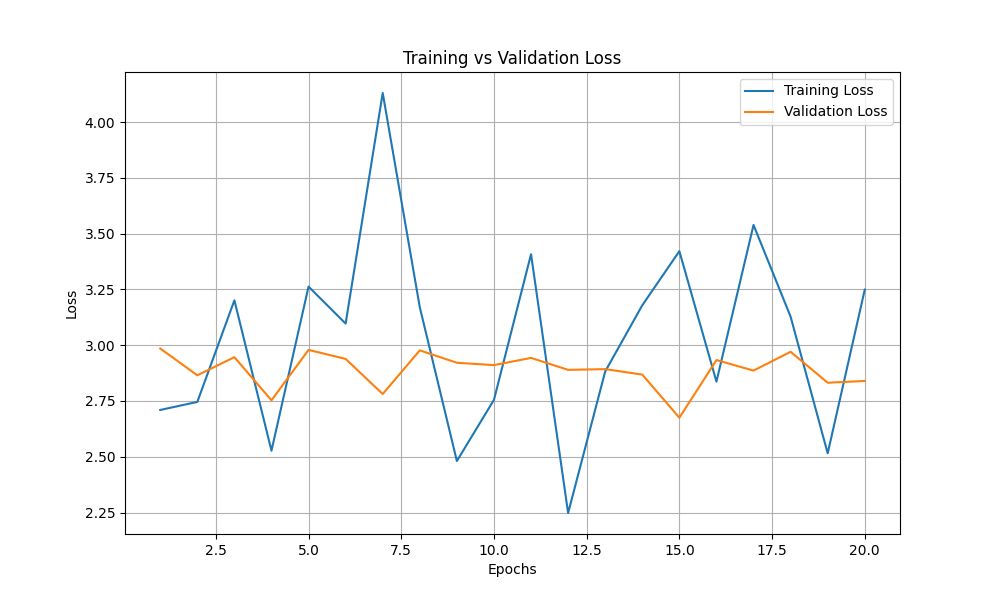 Training vs Validation Loss
Training Loss
Validation Loss
4.00
3.75
3.50
3.25
3.00
2.75
2.50
2.25
Loss
2.5 5.0 7.5 10.0 12.5 15.0 17.5 20.0
Epochs